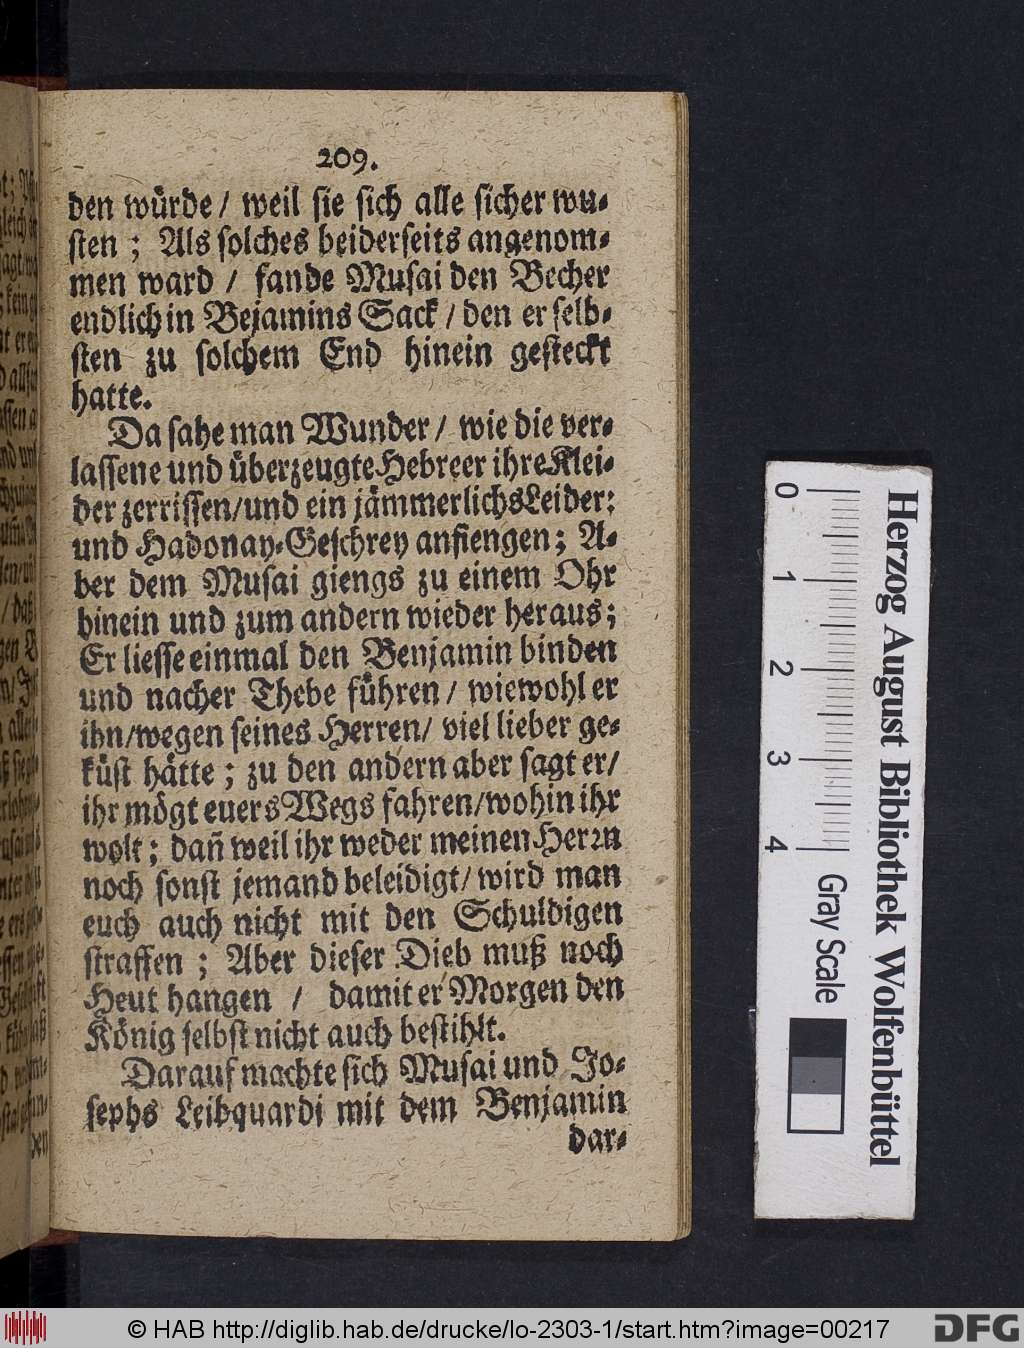 209.
den würde / weil sie sich alle sicher wu-
sten ; Als solches beiderseits angenom-
men ward / fande Musai den Becher
endlich in Bejamins Sack / den er selb-
sten zu solchem End hinein gesteckt
hatte.
Da sahe man Wunder / wie die ver-
lassene und überzeugte Hebreer ihre Klei-
der zerrissen/und ein jämmerlichs Leider:
und Hadonay-Geschrey anfiengen; A-
ber dem Musai giengs zu einem Ohr
hinein und zum andern wieder heraus;
Er liesse einmal den Benjamin binden
und nacher Thebe führen / wiewohl er
ihn/wegen seines Herren/ viel lieber ge-
küst hätte ; zu den andern aber sagt er/
ihr mögt euers Wegs fahren/wohin ihr
wolt ; dañ weil ihr weder meinen Herrn
noch sonst jemand beleidigt/ wird man
euch auch nicht mit den Schuldigen
straffen ; Aber dieser Dieb muß noch
Heut hangen / damit er Morgen den
König selbst nicht auch bestihlt.
Darauf machte sich Musai und Jo-
sephs Leibquardi mit dem Benjamin
dar-
0
1
2
3
4
Gray Scale
Herzog August Bibliothek Wolfenbüttel
© HAB http://diglib.hab.de/drucke/lo-2303-1/start.htm?image=00217
DFG